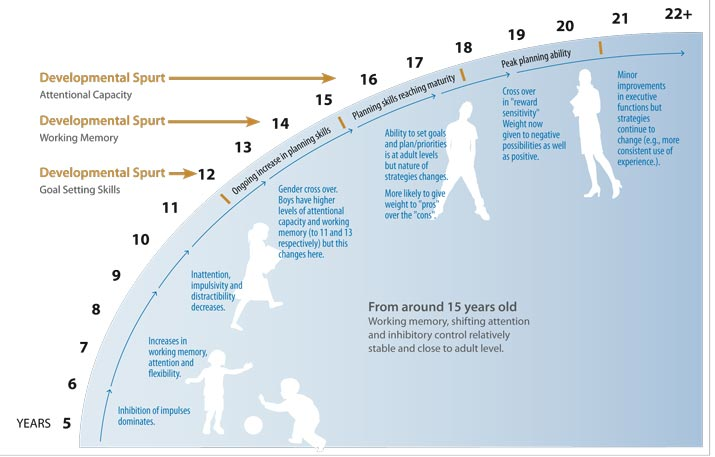 22+
21
20
19
18
17
16
15
14
13
12
11
10
9
8
7
6
YEARS 5
Developmental Spurt
Attentional Capacity
Developmental Spurt
Working Memory
Developmental Spurt
Goal Setting Skills
Ongoing increase in planning skills
Planning skills reaching maturity
Peak planning ability
Inhibition of impulses
dominates.
Increases in
working memory,
attention and
flexibility.
Inattention,
impulsivity and
distractibility
decreases.
Gender cross over.
Boys have higher
levels of attentional
capacity and working
memory (to 11 and 13
respectively) but this
changes here.
Ability to set goals
and plan/priorities
is at adult levels
but nature of
strategies changes.
More likely to give
weight to "pros"
over the "cons".
Cross over
in "reward
sensitivity"
Weight now
given to negative
possibilities as well
as positive.
Minor
improvements
in executive
functions but
strategies
continue to
change (e.g., more
consistent use of
experience.).
From around 15 years old
Working memory, shifting attention
and inhibitory control relatively
stable and close to adult level.